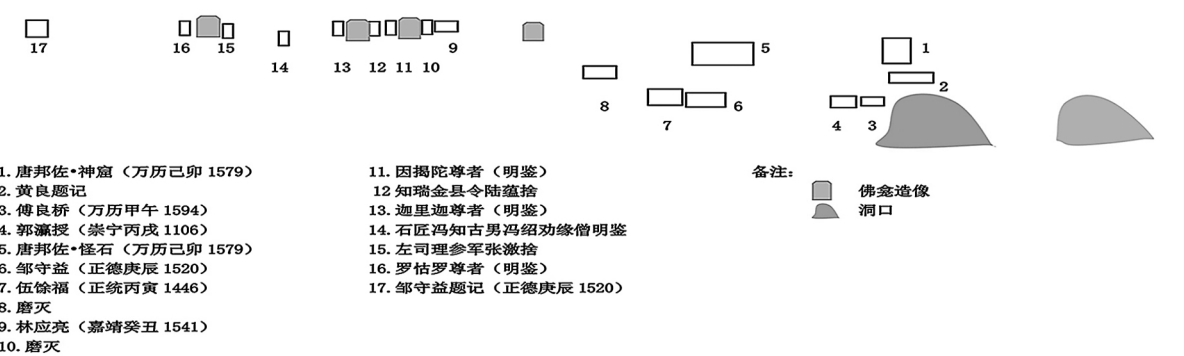 17
16
15
14
13
12
11
10
9
8
7
6
5
4
3
2
1
1. 唐邦佐•神窟（万历己卯 1579）
2. 黄良题记
3. 傅良桥（万历甲午 1594）
4. 郭瀛授（崇宁丙戌 1106）
5. 唐邦佐•怪石（万历己卯 1579）
6. 邹守益（正德庚辰 1520）
7. 伍馀福（正统丙寅 1446）
8. 磨灭
9. 林应亮（嘉靖癸丑 1541）
10. 磨灭
11. 因揭陀尊者（明鉴）
12 知瑞金县令陆蕴捨
13. 迦里迦尊者（明鉴）
14. 石匠冯知古男冯绍劝缘僧明鉴
15. 左司理参军张激捨
16. 罗怙罗尊者（明鉴）
17. 邹守益题记（正德庚辰 1520）
备注：
佛龛造像
洞口